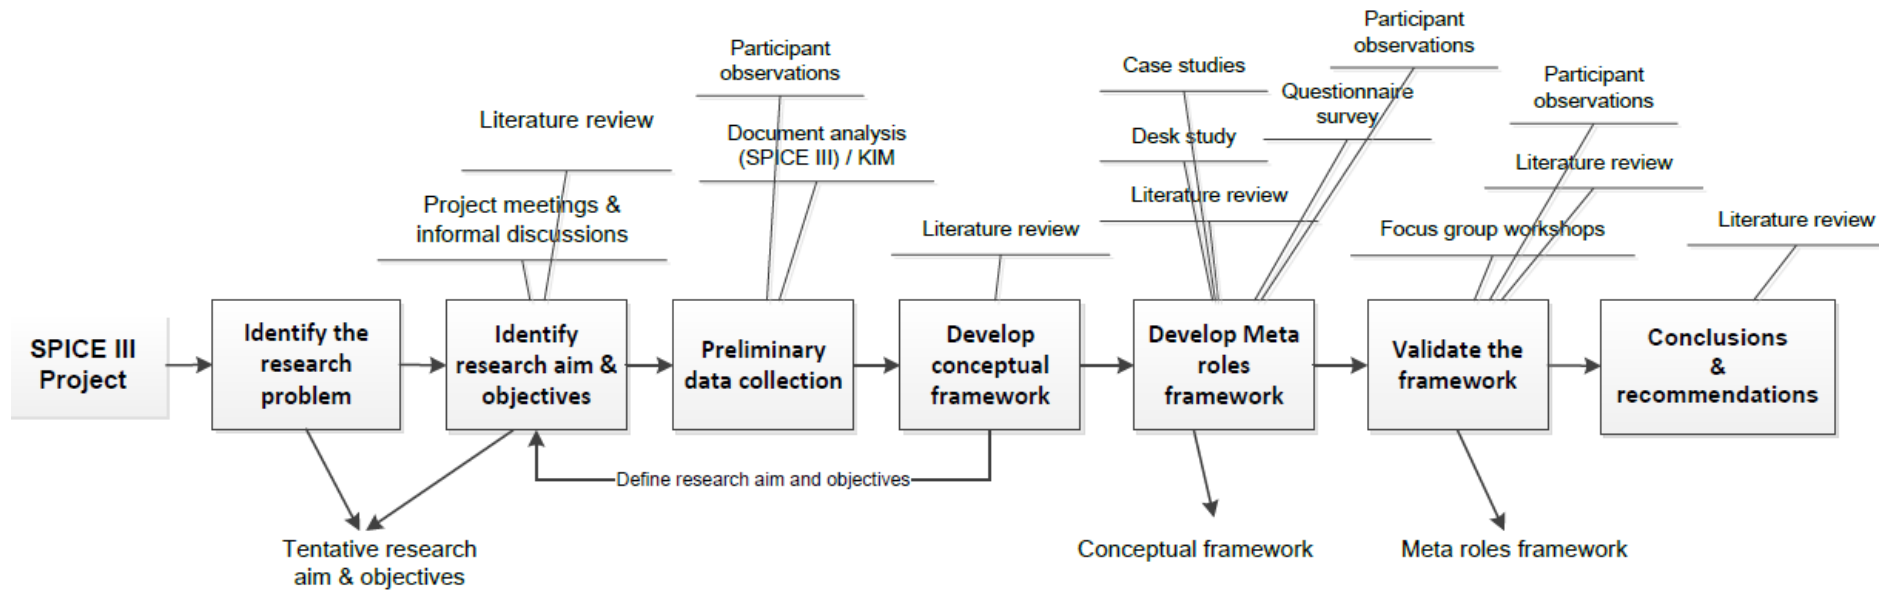 Participant
observations
Case studies
Participant
observations
Participant
observations
Questionnaire
survey
Literature review
Document analysis
(SPICE III) / KIM
Desk study
Literature review
Literature review
Project meetings &
informal discussions
Literature review
Focus group workshops
Literature review
SPICE III
Project
Identify the
research
problem
Identify
research aim &
objectives
Preliminary
data collection
Develop
conceptual
framework
Develop Meta
roles
framework
Validate the
framework
Conclusions
&
recommendations
Define research aim and objectives
Tentative research
aim & objectives
Conceptual framework
Meta roles framework